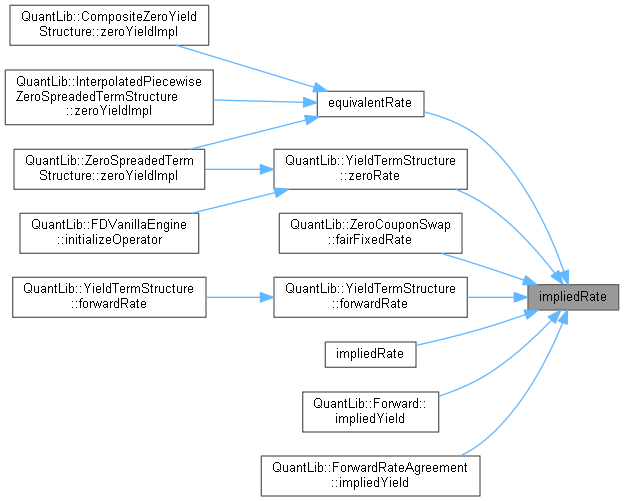 QuantLib::CompositeZeroYield
Structure::zeroYieldImpl
QuantLib::InterpolatedPiecewise
ZeroSpreadedTermStructure
::zeroYieldImpl
equivalentRate
QuantLib::ZeroSpreadedTerm
Structure::zeroYieldImpl
QuantLib::YieldTermStructure
::zeroRate
QuantLib::FDVanillaEngine
::initializeOperator
QuantLib::ZeroCouponSwap
::fairFixedRate
QuantLib::YieldTermStructure
::forwardRate
QuantLib::YieldTermStructure
::forwardRate
impliedRate
impliedRate
QuantLib::Forward::
impliedYield
QuantLib::ForwardRateAgreement
::impliedYield